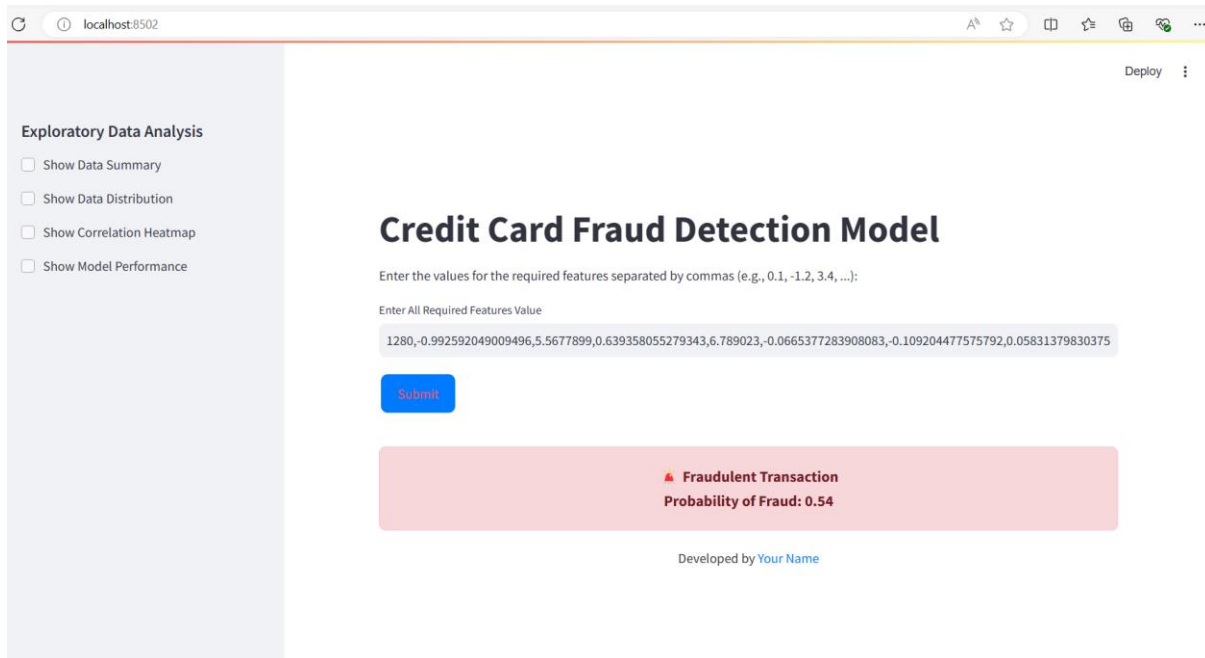 localhost:8502
Deploy
Exploratory Data Analysis
Show Data Summary
Show Data Distribution
Show Correlation Heatmap
Show Model Performance
Credit Card Fraud Detection Model
Enter the values for the required features separated by commas (e.g., 0.1, -1.2, 3.4, ...):
Enter All Required Features Value
1280,-0.992592049009496,5.5677899,0.639358055279343,6.789023,-0.0665377283908083,-0.109204477575792,0.05831379830375
Submit
Fraudulent Transaction
Probability of Fraud: 0.54
Developed by Your Name